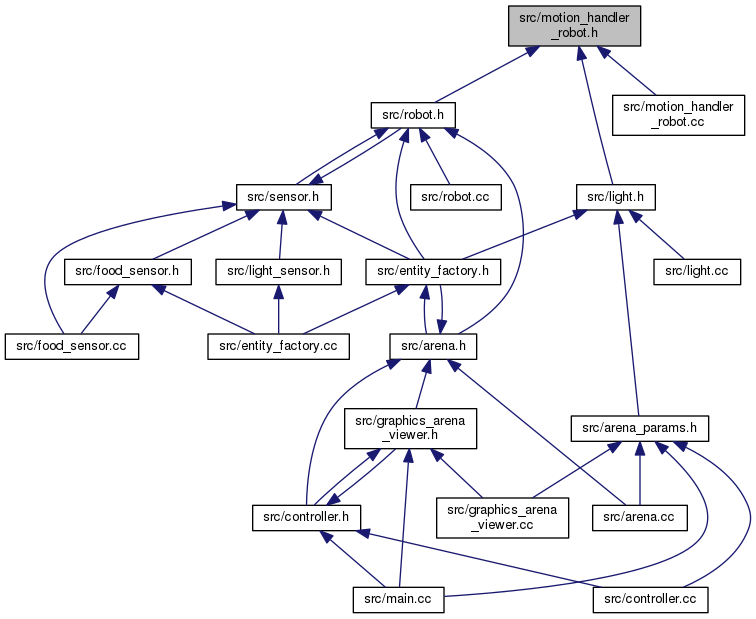 src/motion_handler
_robot.h
src/robot.h
src/motion_handler
_robot.cc
src/sensor.h
src/robot.cc
src/light.h
src/food_sensor.h
src/light_sensor.h
src/entity_factory.h
src/light.cc
src/food_sensor.cc
src/entity_factory.cc
src/arena.h
src/graphics_arena
_viewer.h
src/arena_params.h
src/controller.h
src/graphics_arena
_viewer.cc
src/arena.cc
src/main.cc
src/controller.cc